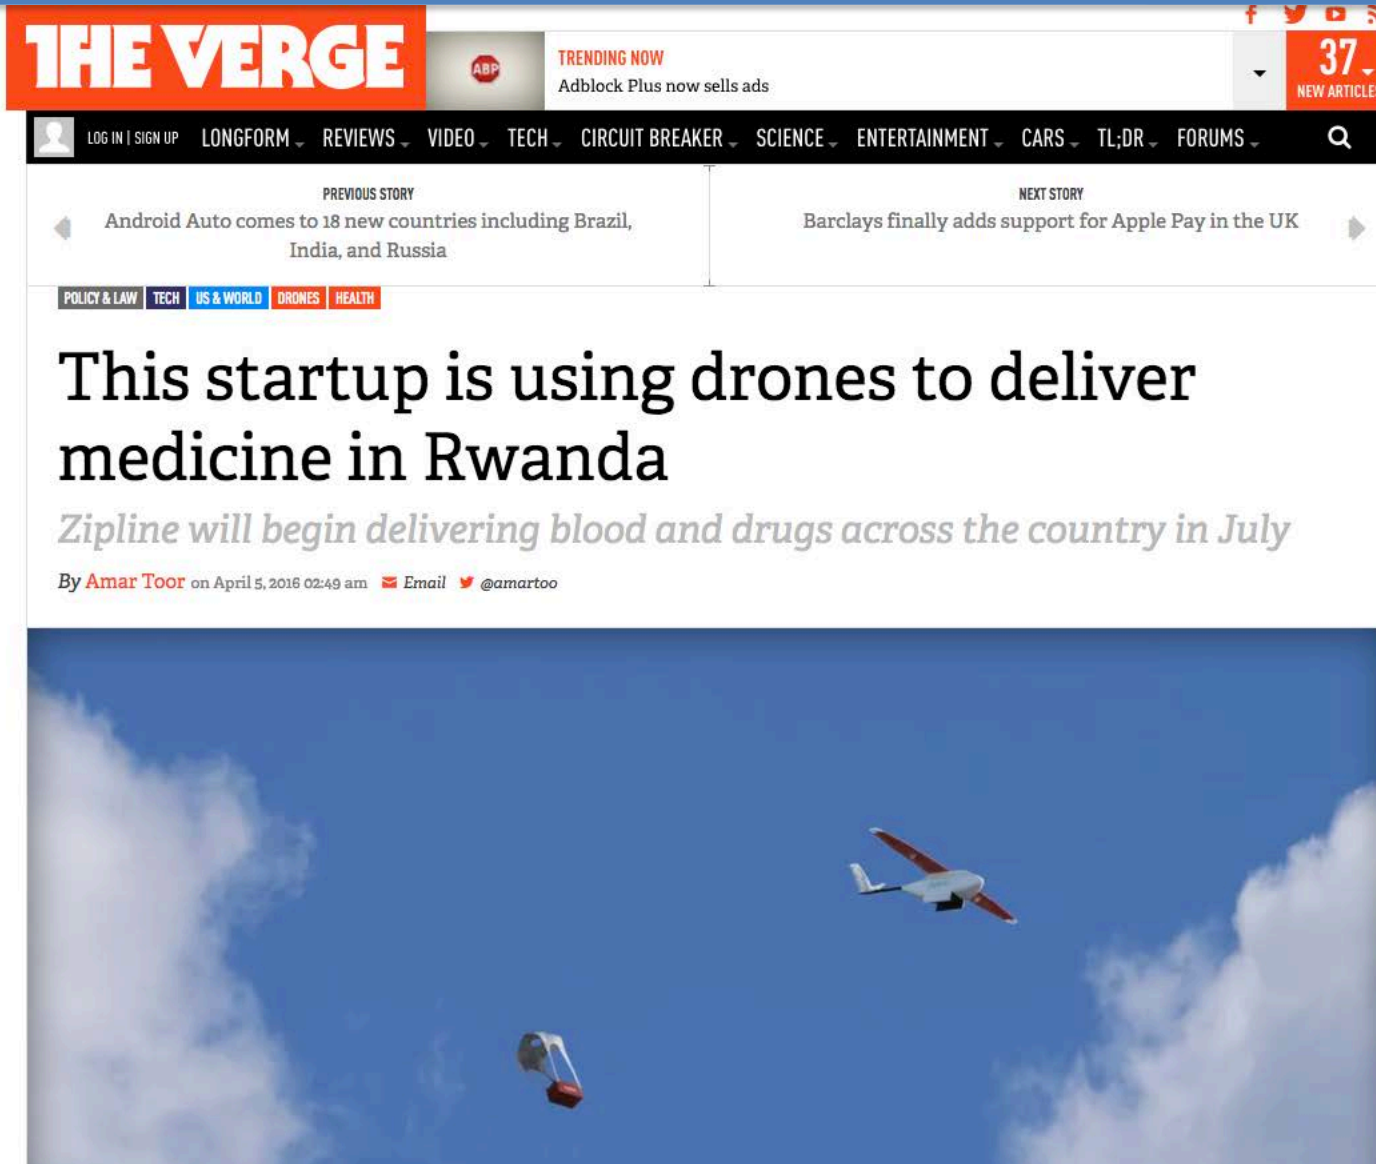 THE VERGE
ABP
TRENDING NOW
Adblock Plus now sells ads
37
NEW ARTICLES
LOG IN | SIGN UP LONGFORM REVIEWS VIDEO TECH CIRCUIT BREAKER SCIENCE ENTERTAINMENT CARS TL;DR FORUMS
PREVIOUS STORY
Android Auto comes to 18 new countries including Brazil,
India, and Russia
NEXT STORY
Barclays finally adds support for Apple Pay in the UK
POLICY & LAW TECH US & WORLD DRONES HEALTH
This startup is using drones to deliver
medicine in Rwanda
Zipline will begin delivering blood and drugs across the country in July
By Amar Toor on April 5, 2016 02:49 am Email @amartoo